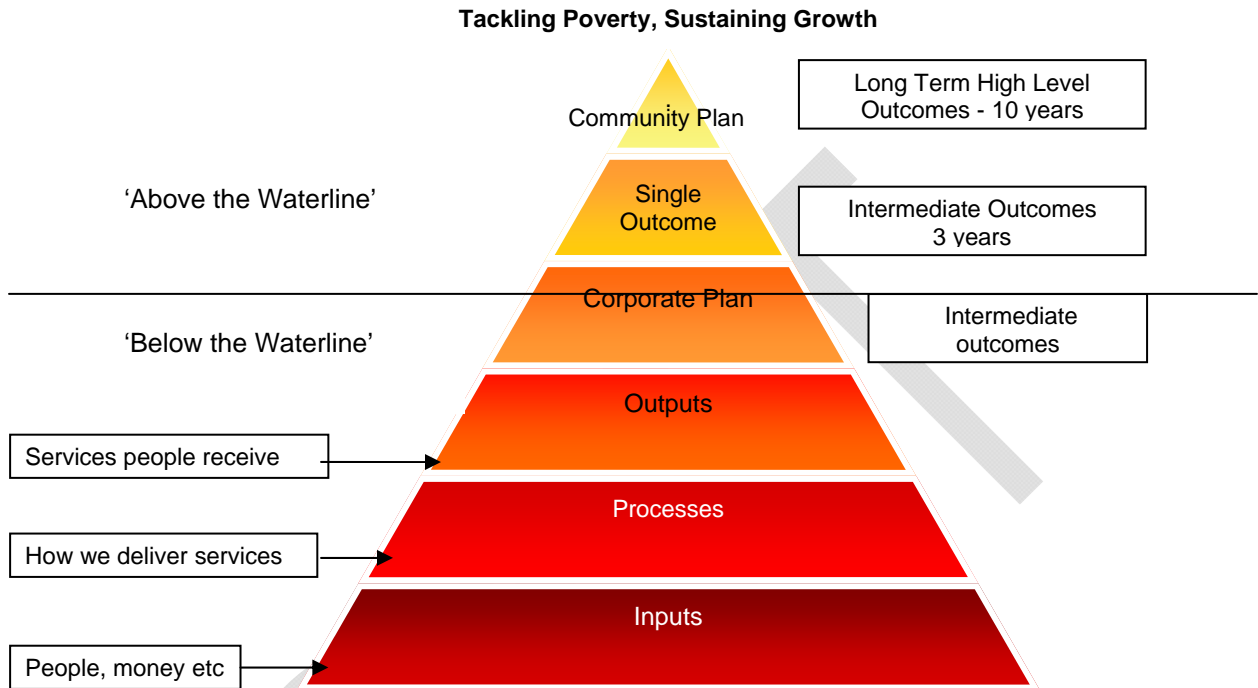 Tackling Poverty, Sustaining Growth
Community Plan
Long Term High Level
Outcomes - 10 years
'Above the Waterline'
Single
Outcome
Intermediate Outcomes
3 years
Corporate Plan
Intermediate
outcomes
'Below the Waterline'
Outputs
Services people receive
Processes
How we deliver services
Inputs
People, money etc